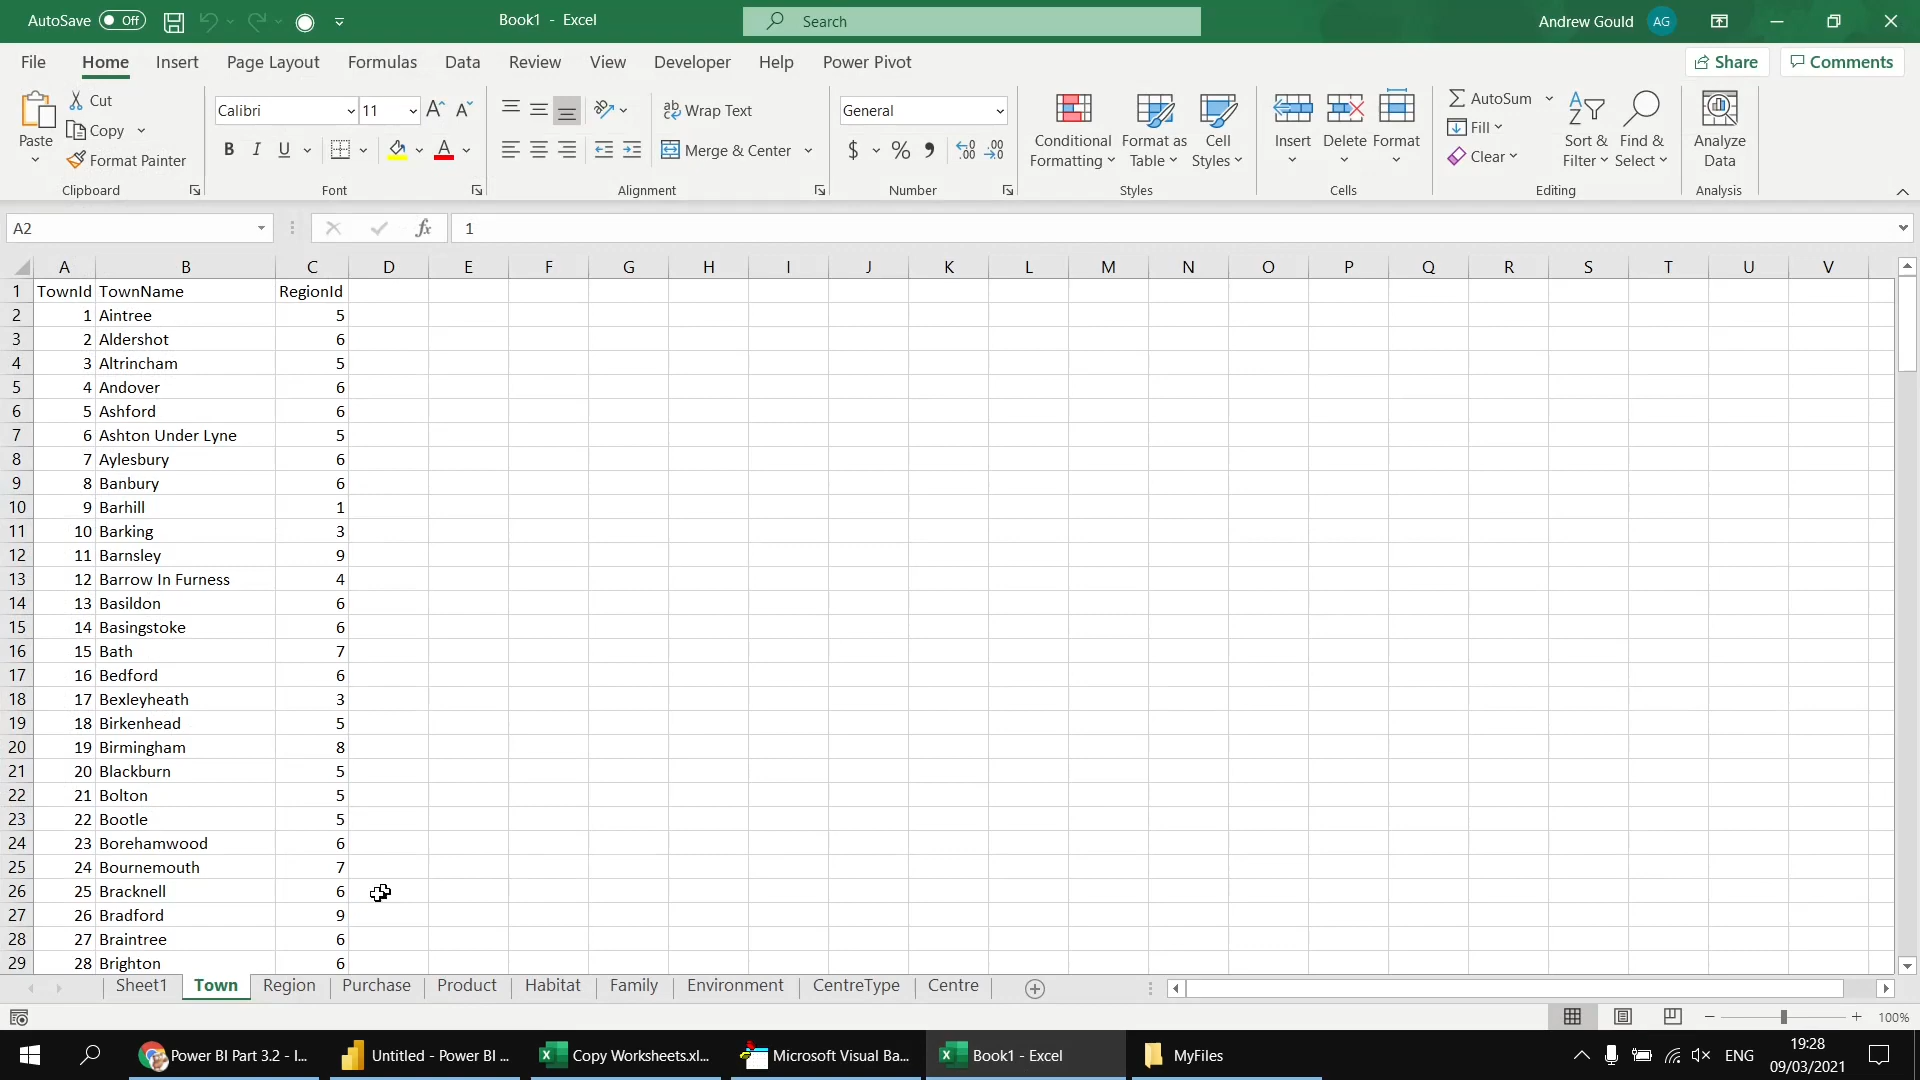 AutoSave Off
Book1 - Excel
Search
Andrew Gould AG
File Home Insert Page Layout Formulas Data Review View Developer Help Power Pivot
Share Comments
Paste
Cut
Copy
Format Painter
Clipboard
Calibri 11
B I U
Font
Wrap Text
Merge & Center
Alignment
General
$ % 9
Number
Conditional Formatting
Format as Table
Cell Styles
Styles
Insert
Delete
Format
Cells
AutoSum
Fill
Clear
Sort & Filter
Find & Select
Editing
Analyze Data
Analysis
A2 fx 1
A B C D E F G H I J K L M N O P Q R S T U V
1 TownId TownName RegionId
2 1 Aintree 5
3 2 Aldershot 6
4 3 Altrincham 5
5 4 Andover 6
6 5 Ashford 6
7 6 Ashton Under Lyne 5
8 7 Aylesbury 6
9 8 Banbury 6
10 9 Barhill 1
11 10 Barking 3
12 11 Barnsley 9
13 12 Barrow In Furness 4
14 13 Basildon 6
15 14 Basingstoke 6
16 15 Bath 7
17 16 Bedford 6
18 17 Bexleyheath 3
19 18 Birkenhead 5
20 19 Birmingham 8
21 20 Blackburn 5
22 21 Bolton 5
23 22 Bootle 5
24 23 Borehamwood 6
25 24 Bournemouth 7
26 25 Bracknell 6
27 26 Bradford 9
28 27 Braintree 6
29 28 Brighton 6
Sheet1 Town Region Purchase Product Habitat Family Environment CentreType Centre
100%
Power BI Part 3.2 - I...
Untitled - Power BI ...
Copy Worksheets.xl...
Microsoft Visual Ba...
Book1 - Excel
MyFiles
ENG
19:28
09/03/2021